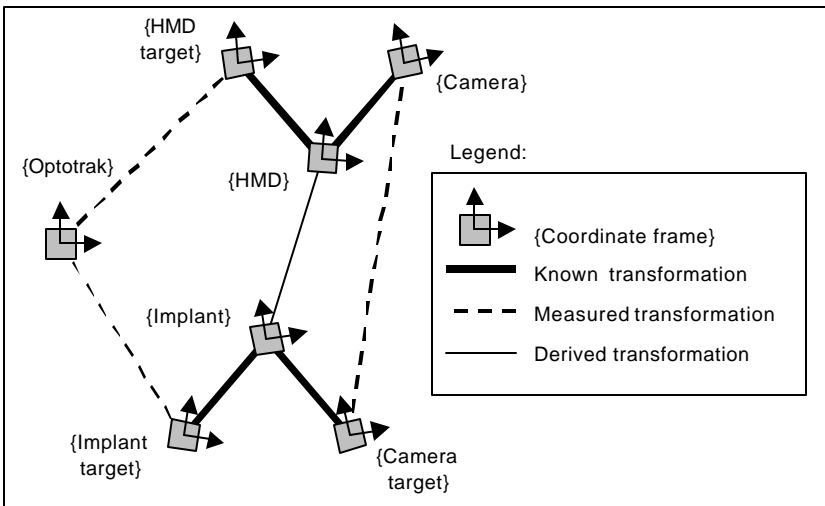 {HMD
target}
{Camera}
{Optotrak}
{HMD}
{Implant}
{Implant
target}
{Camera
target}
Legend:
{Coordinate frame}
Known transformation
Measured transformation
Derived transformation